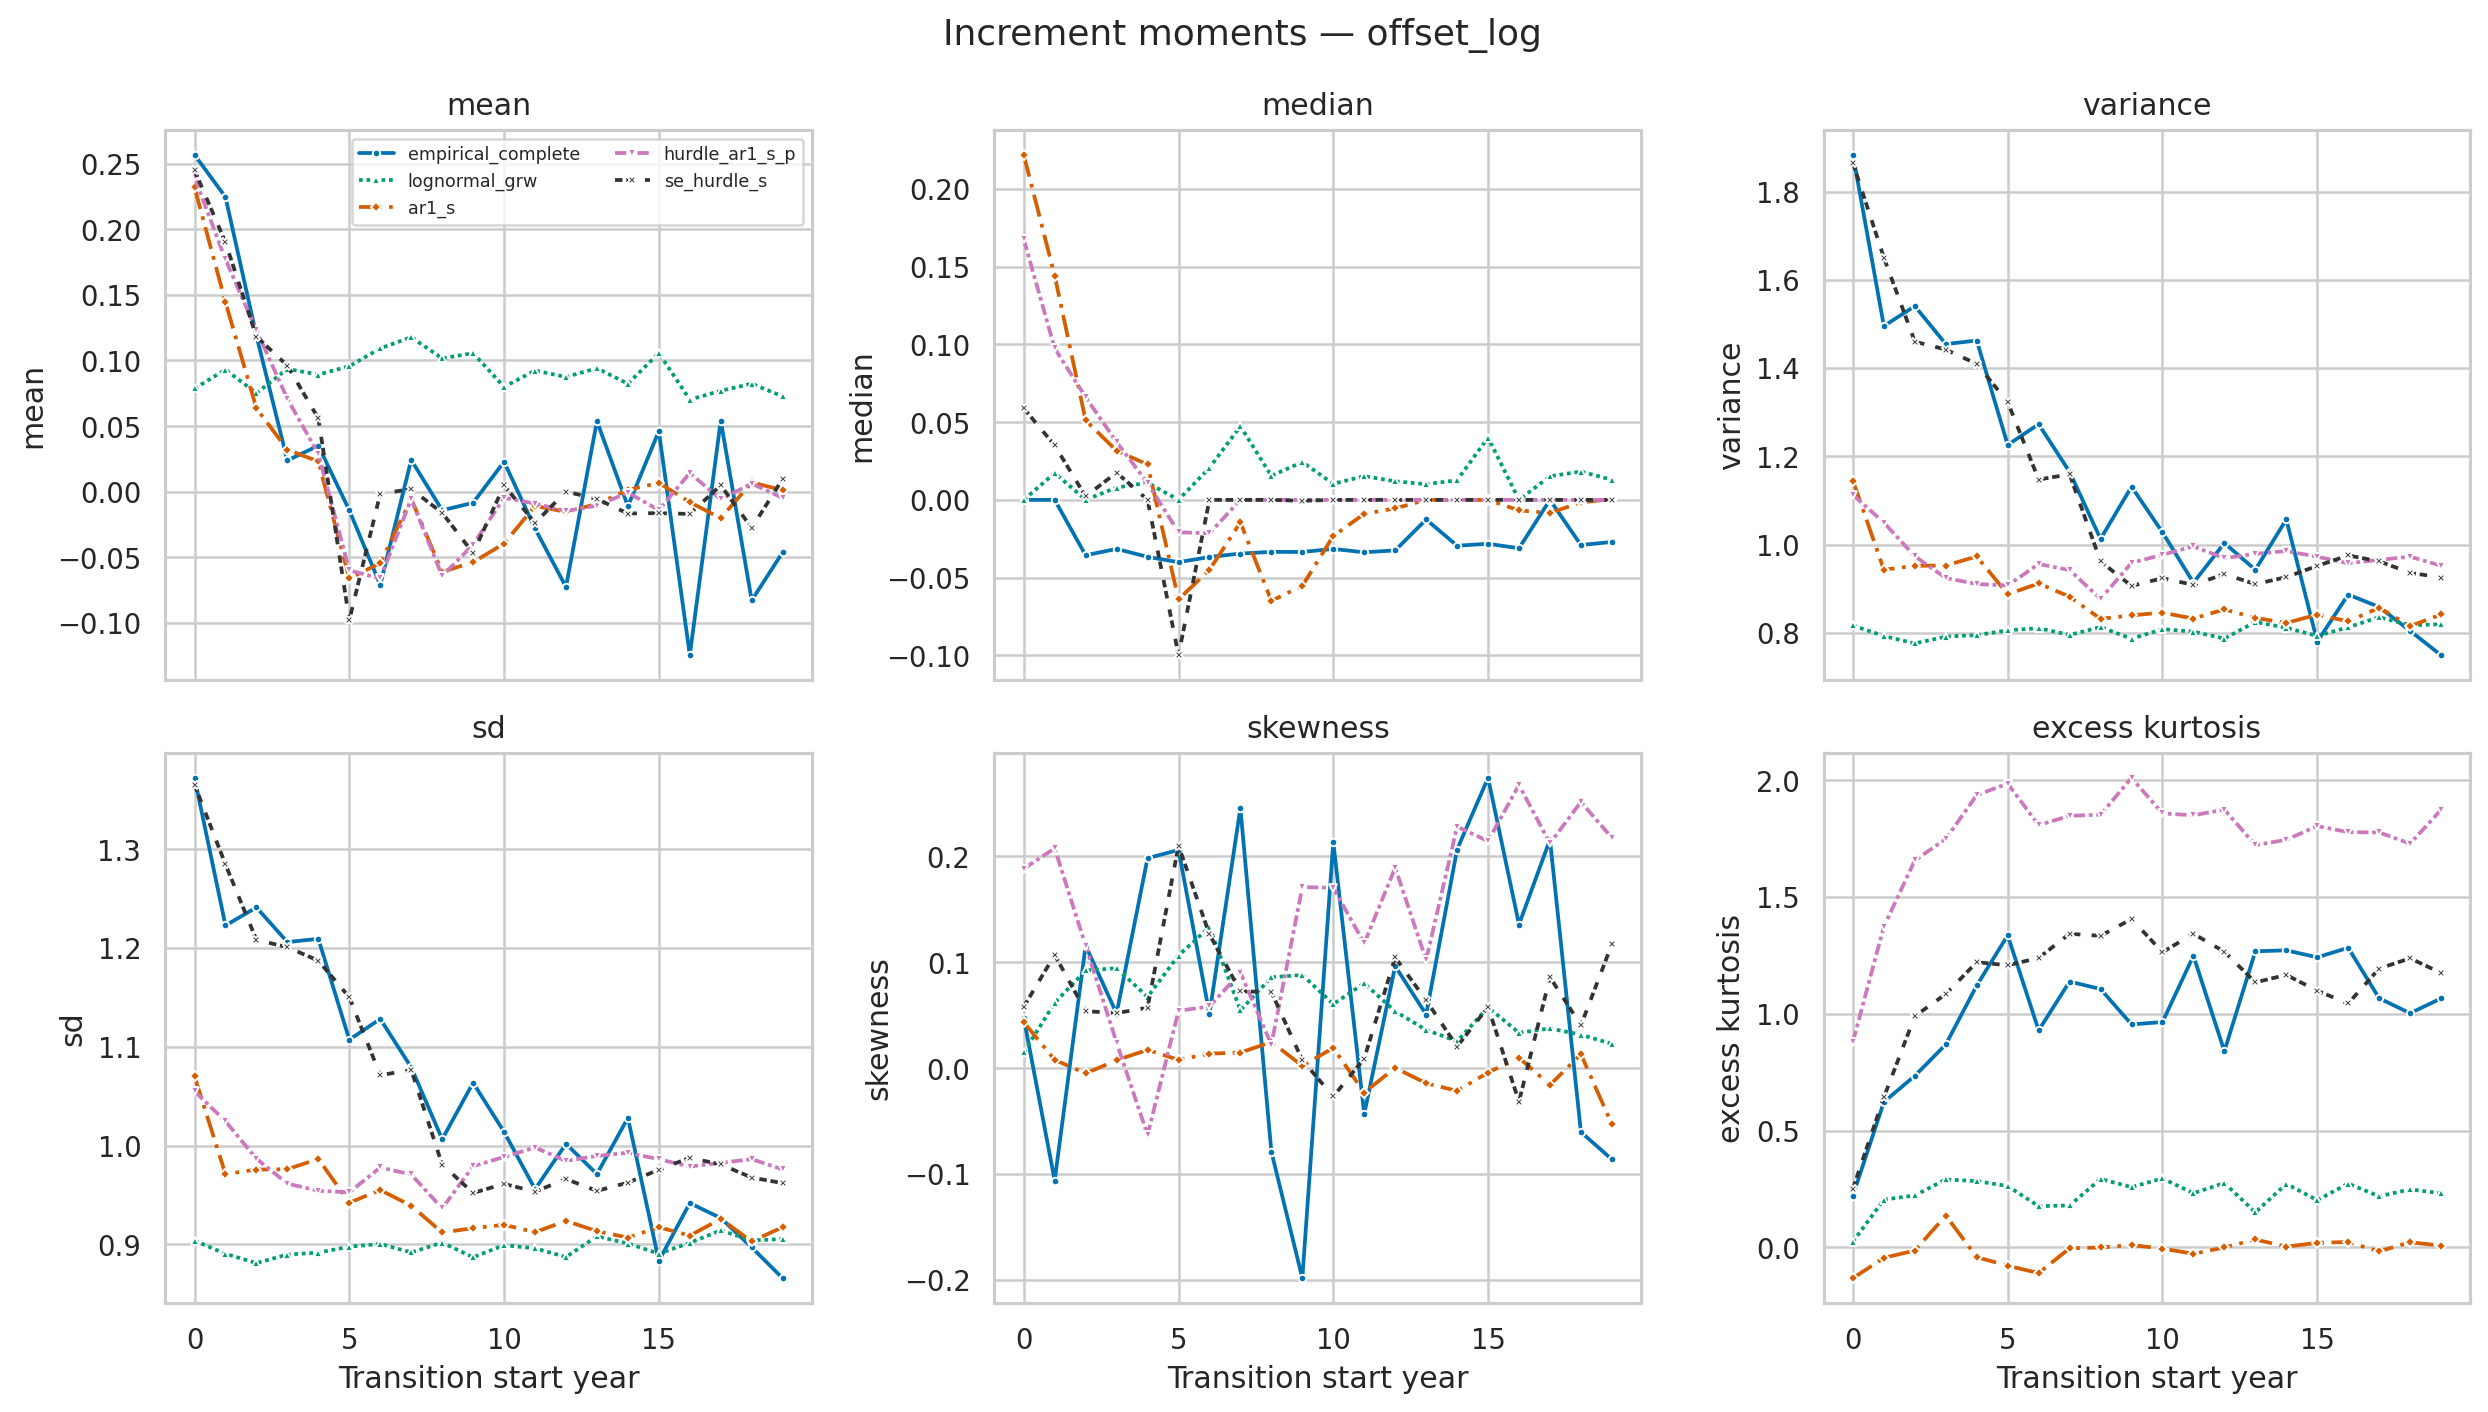 Increment moments — offset_log
mean
median
variance
empirical_complete
lognormal_grw
ar1_s
hurdle_ar1_s_p
se_hurdle_s
mean
0.25
0.20
0.15
0.10
0.05
0.00
−0.05
−0.10
median
0.20
0.15
0.10
0.05
0.00
−0.05
−0.10
variance
1.8
1.6
1.4
1.2
1.0
0.8
sd
skewness
excess kurtosis
sd
1.3
1.2
1.1
1.0
0.9
skewness
0.2
0.1
0.0
−0.1
−0.2
excess kurtosis
2.0
1.5
1.0
0.5
0.0
0 5 10 15
0 5 10 15
0 5 10 15
Transition start year
Transition start year
Transition start year